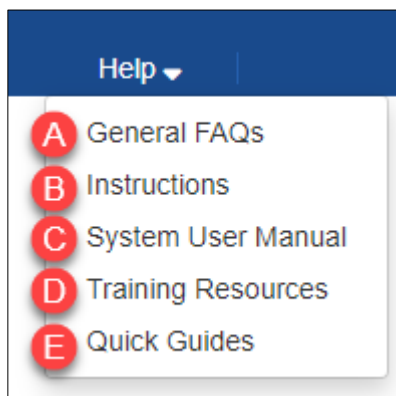 Help
A General FAQs
B Instructions
C System User Manual
D Training Resources
E Quick Guides